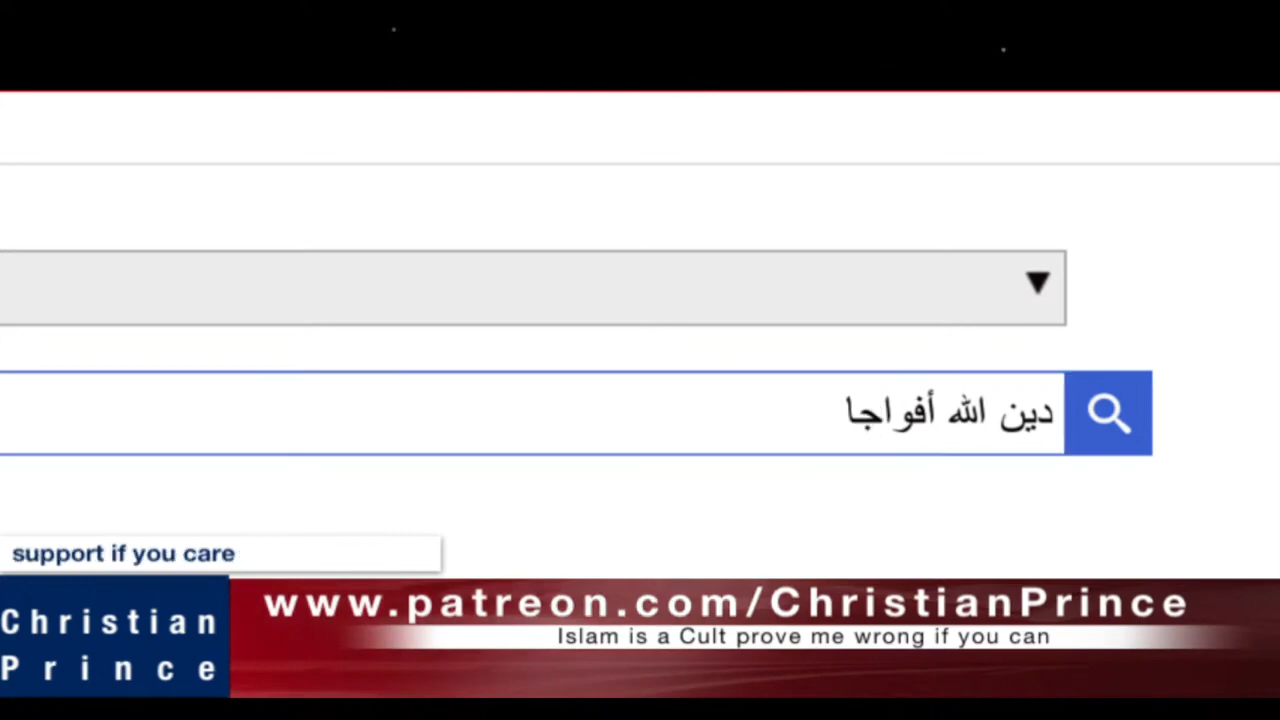 دين الله أفواجا
support if you care
Christian
Prince
www.patreon.com/ChristianPrince
Islam is a Cult prove me wrong if you can